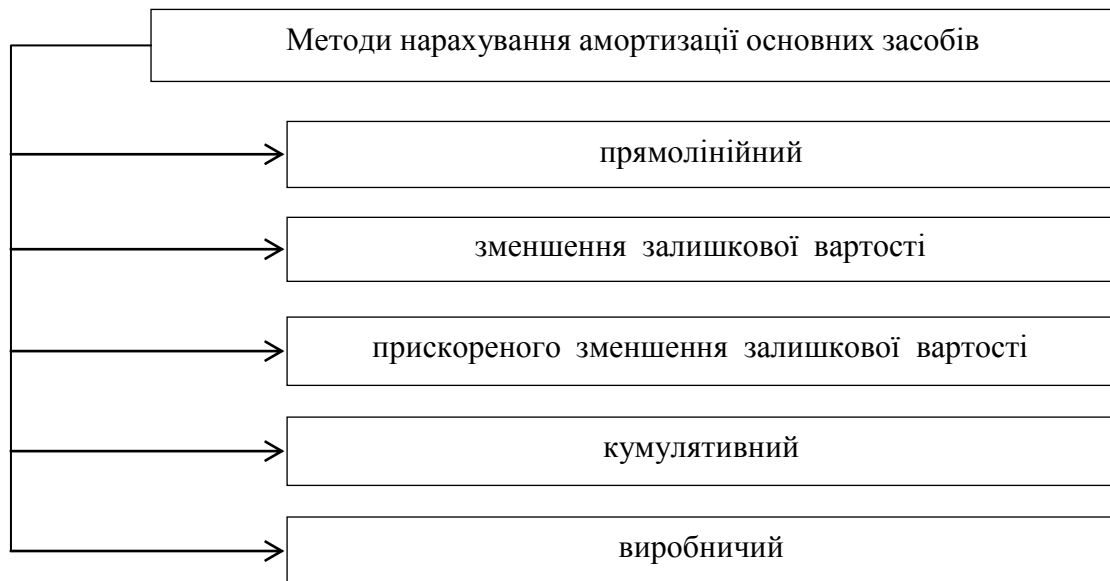 Методи нарахування амортизації основних засобів
прямолінійний
зменшення залишкової вартості
прискореного зменшення залишкової вартості
кумулятивний
виробничий